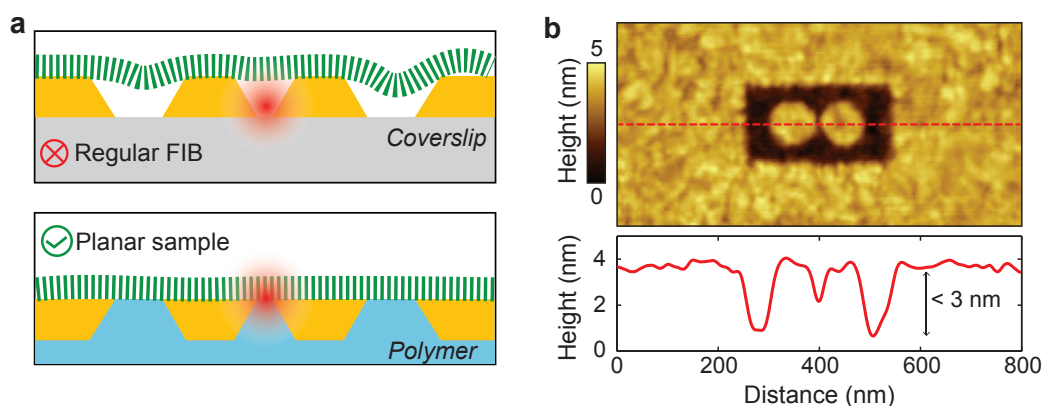 a
Regular FIB
Coverslip
Planar sample
Polymer
b
Height (nm)
5
0
Height (nm)
4
2
0
< 3 nm
0 200 400 600 800
Distance (nm)